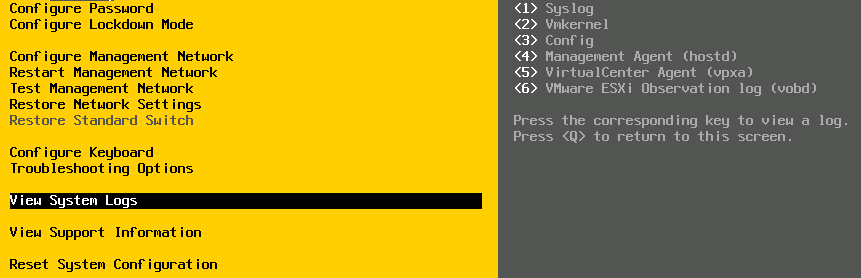 Configure Password
Configure Lockdown Mode
Configure Management Network
Restart Management Network
Test Management Network
Restore Network Settings
Restore Standard Switch
Configure Keyboard
Troubleshooting Options
View System Logs
View Support Information
Reset System Configuration
<1> Syslog
<2> Vmkernel
<3> Config
<4> Management Agent (hostd)
<5> VirtualCenter Agent (vpxa)
<6> VMware ESXi Observation log (vobd)
Press the corresponding key to view a log.
Press <Q> to return to this screen.